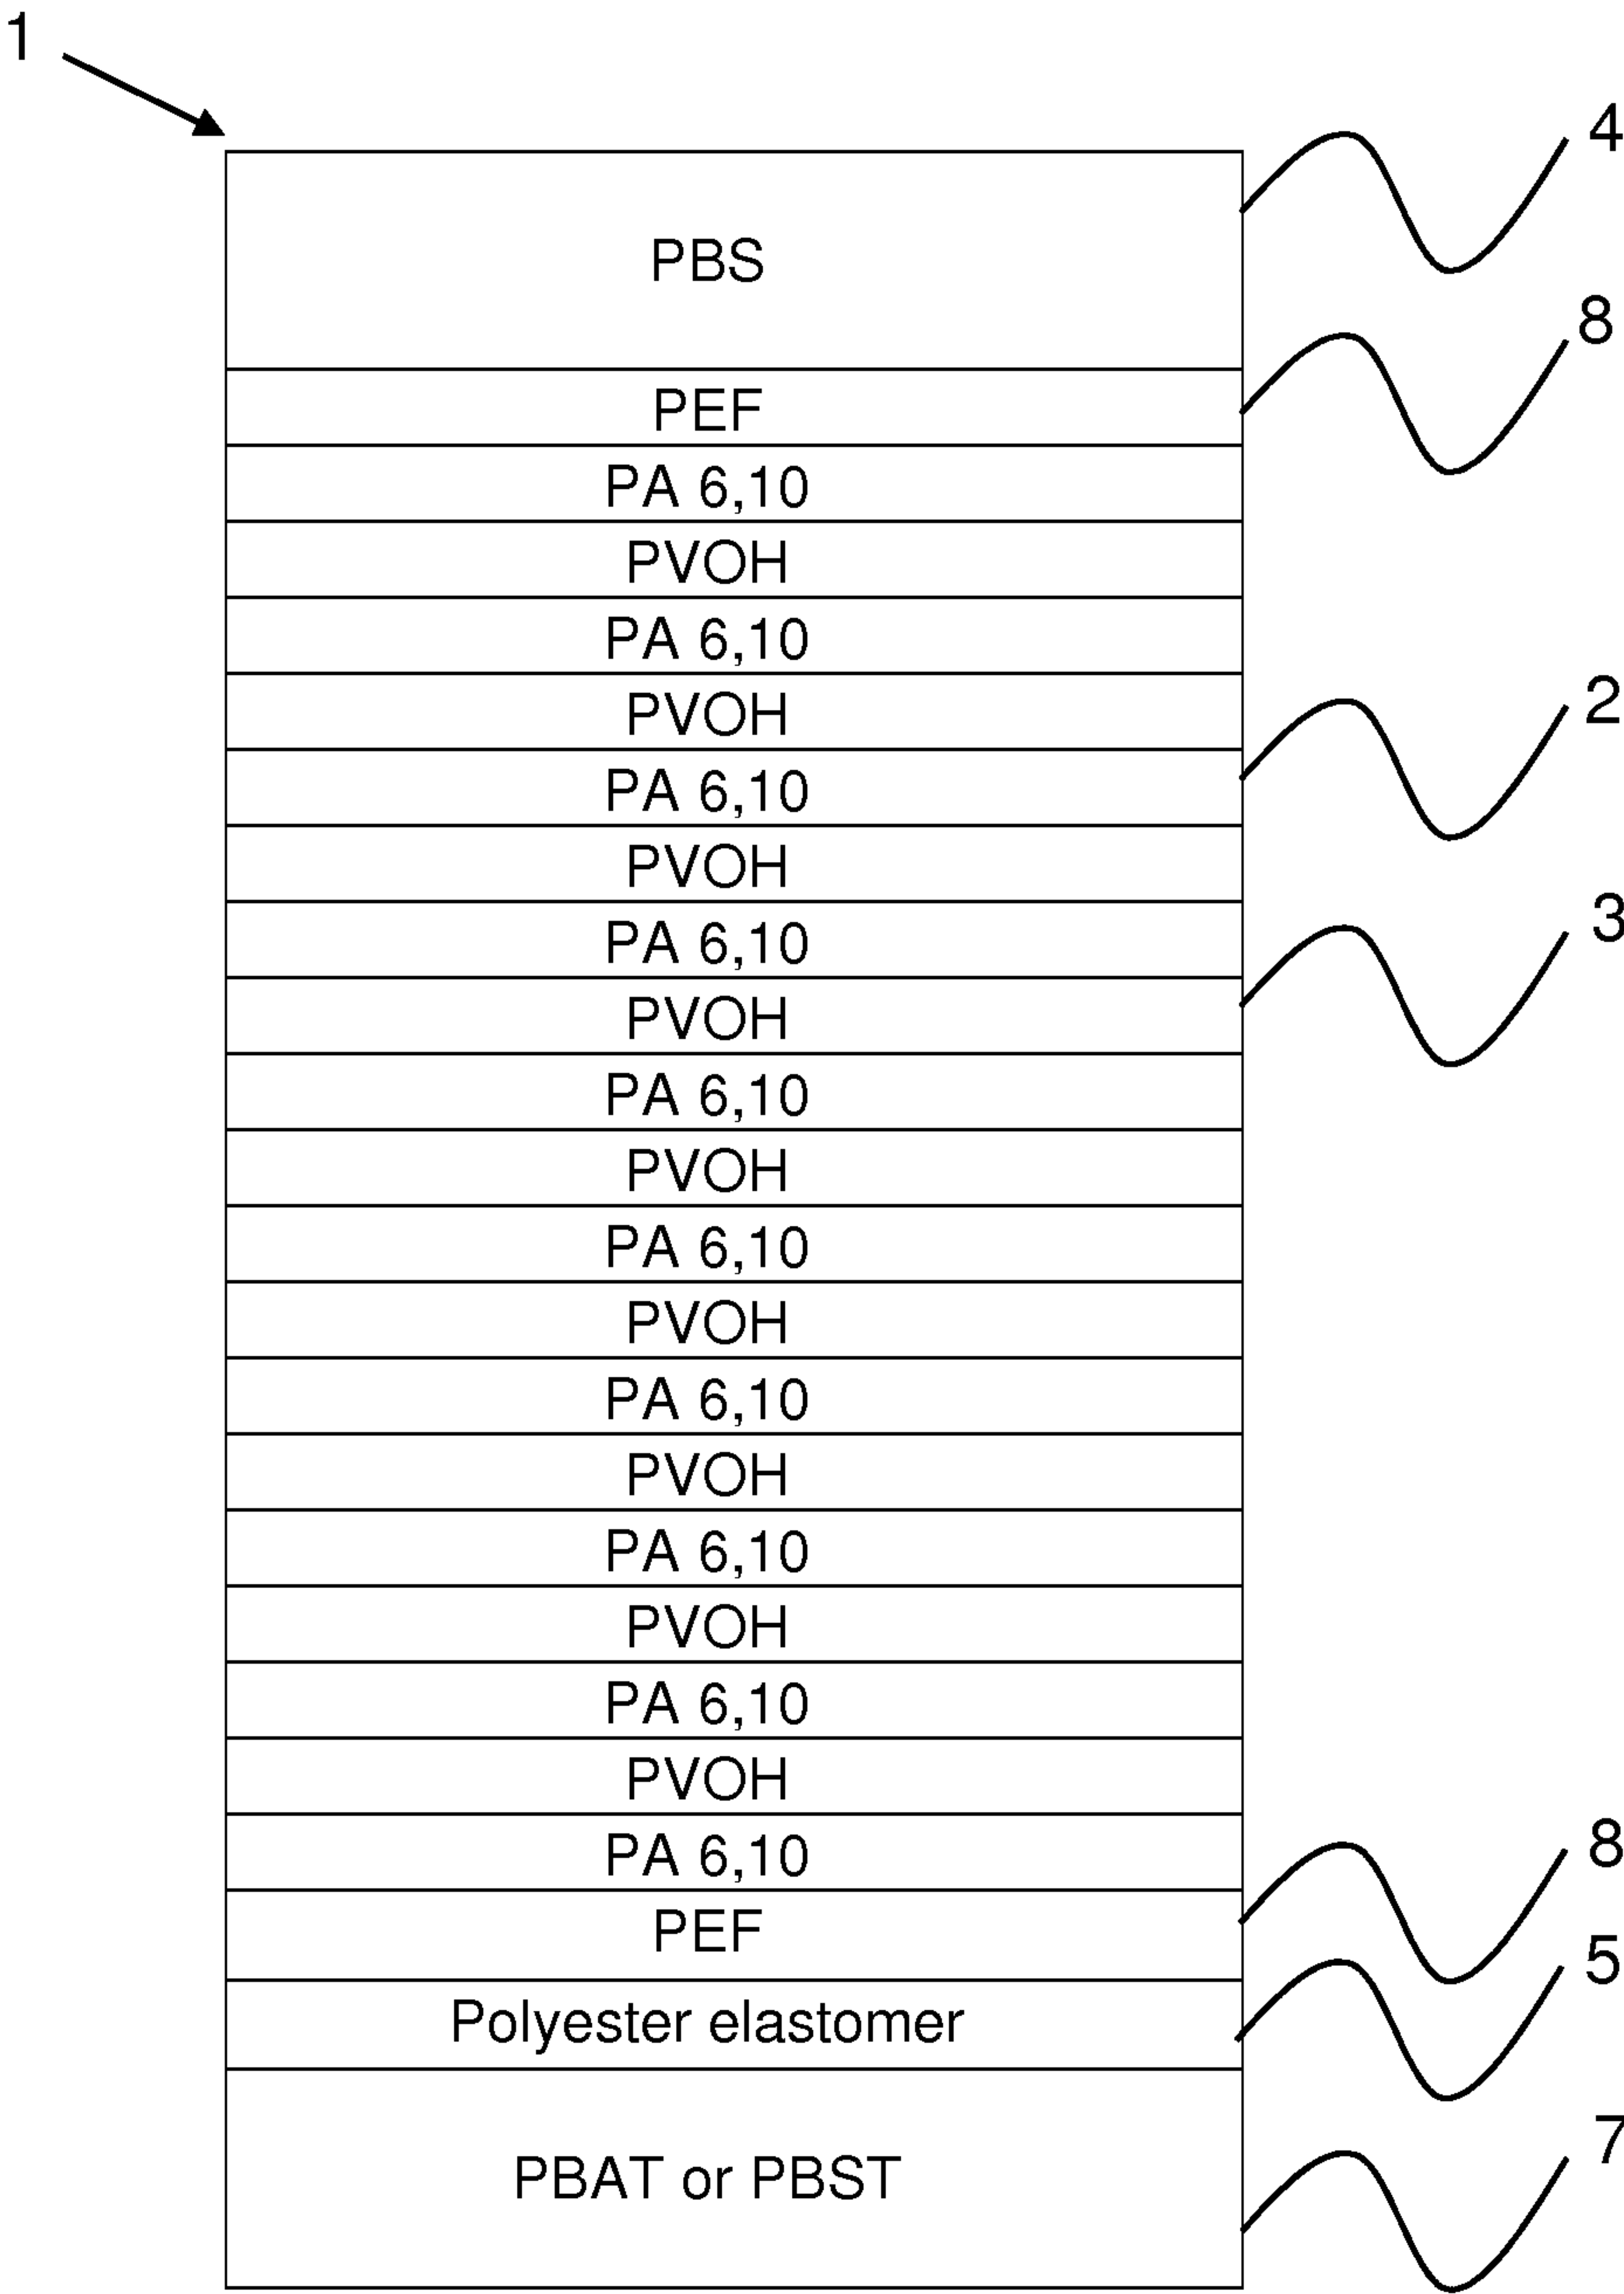 1
4
PBS
8
PEF
PA 6,10
PVOH
PA 6,10
PVOH
2
PA 6,10
PVOH
3
PA 6,10
PVOH
PA 6,10
PVOH
PA 6,10
PVOH
PA 6,10
PVOH
PA 6,10
PVOH
PA 6,10
PVOH
PA 6,10
8
PEF
5
Polyester elastomer
7
PBAT or PBST